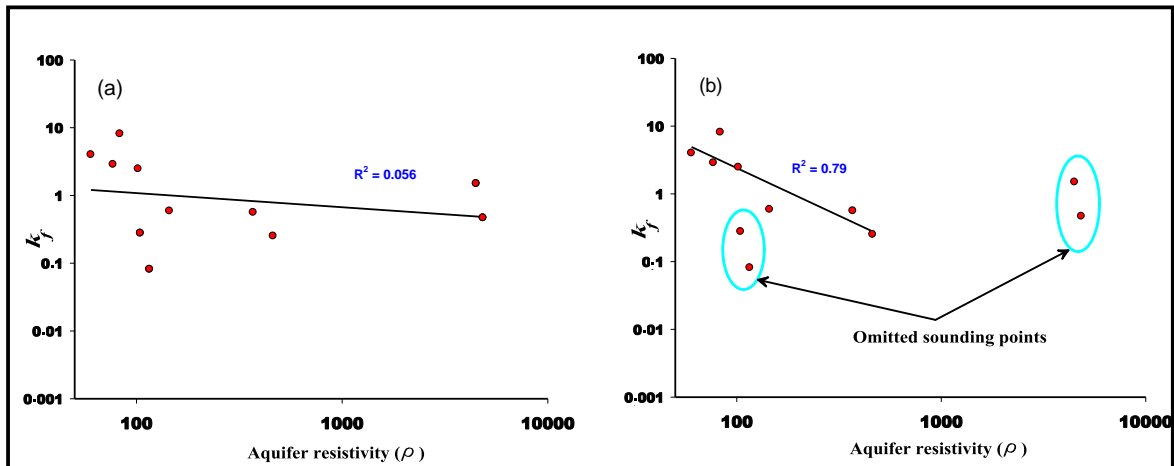 (a)
100
10
1
0·1
0·01
0·001
k_f
R² = 0.056
100 1000 10000
Aquifer resistivity (ρ)
(b)
100
10
1
0·1
0·01
0·001
k_f
R² = 0.79
Omitted sounding points
100 1000 10000
Aquifer resistivity (ρ)